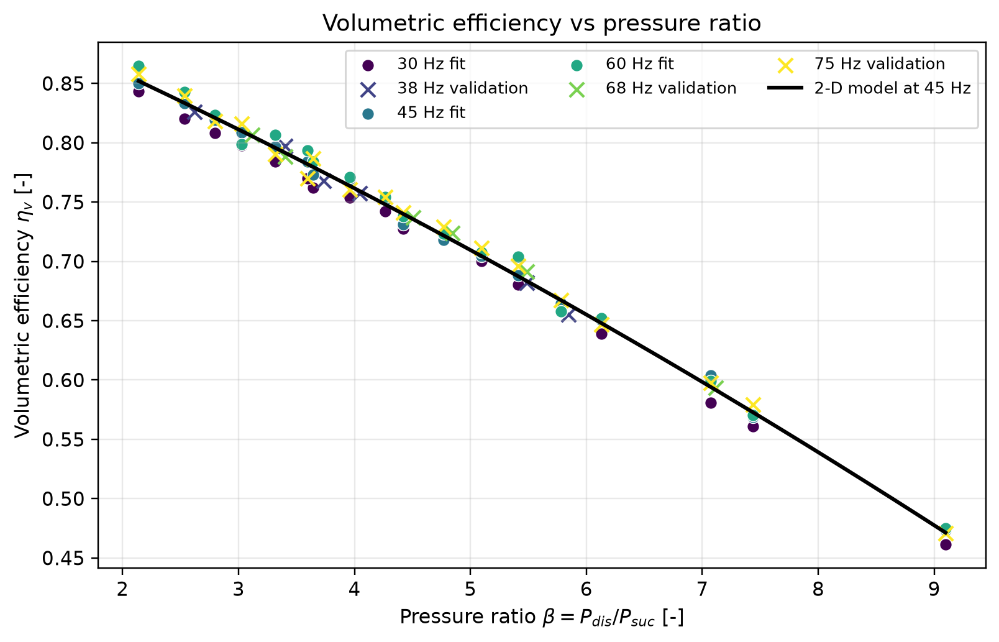 Volumetric efficiency vs pressure ratio
30 Hz fit
38 Hz validation
45 Hz fit
60 Hz fit
68 Hz validation
75 Hz validation
2-D model at 45 Hz
Volumetric efficiency η_v [-]
0.85
0.80
0.75
0.70
0.65
0.60
0.55
0.50
0.45
2 3 4 5 6 7 8 9
Pressure ratio β = P_dis/P_suc [-]